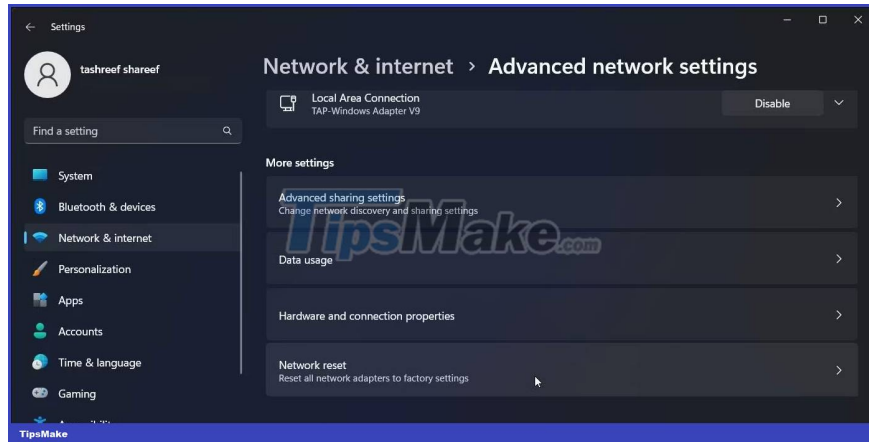 Settings
tashreef shareef
Network & internet > Advanced network settings
Local Area Connection
TAP-Windows Adapter V9
Disable
Find a setting
More settings
System
Advanced sharing settings
Change network discovery and sharing settings
Bluetooth & devices
Network & internet
TipsMake.com
Data usage
Personalization
Apps
Hardware and connection properties
Accounts
Time & language
Network reset
Reset all network adapters to factory settings
Gaming
TipsMake